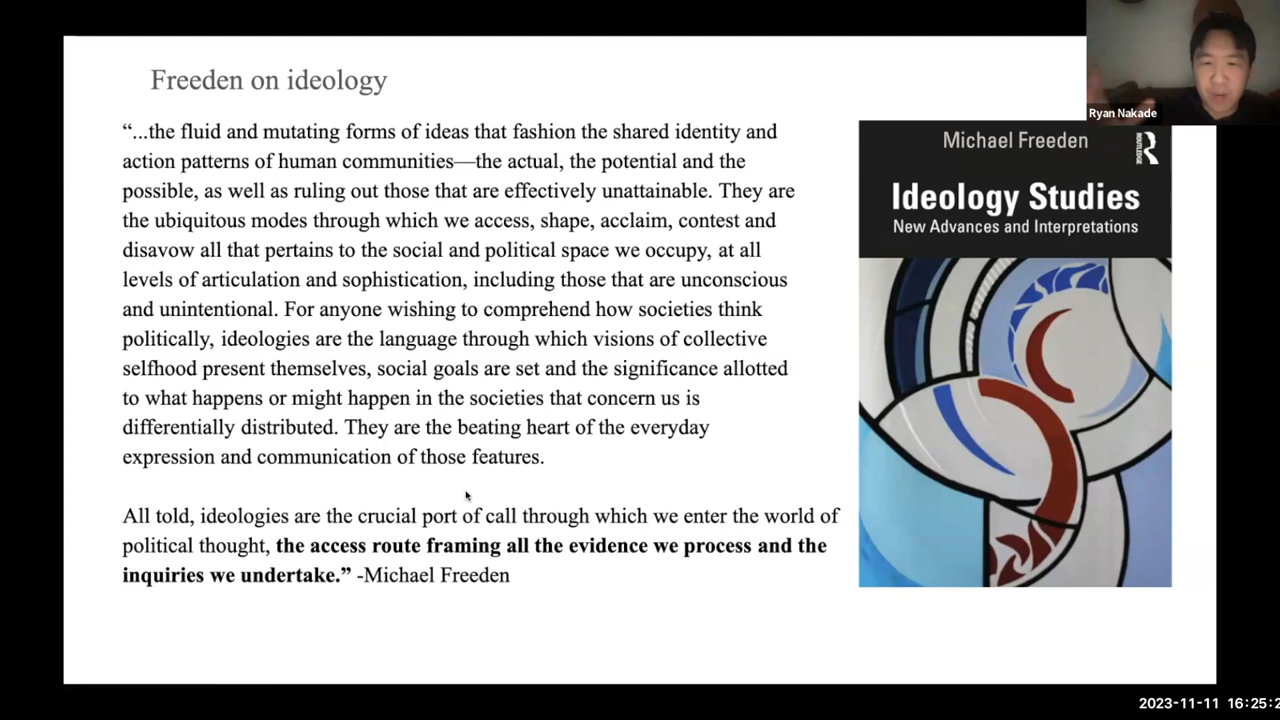 Freeden on ideology
Ryan Nakade
“...the fluid and mutating forms of ideas that fashion the shared identity and
action patterns of human communities—the actual, the potential and the
possible, as well as ruling out those that are effectively unattainable. They are
the ubiquitous modes through which we access, shape, acclaim, contest and
disavow all that pertains to the social and political space we occupy, at all
levels of articulation and sophistication, including those that are unconscious
and unintentional. For anyone wishing to comprehend how societies think
politically, ideologies are the language through which visions of collective
selfhood present themselves, social goals are set and the significance allotted
to what happens or might happen in the societies that concern us is
differentially distributed. They are the beating heart of the everyday
expression and communication of those features.
All told, ideologies are the crucial port of call through which we enter the world of
political thought, the access route framing all the evidence we process and the
inquiries we undertake.” -Michael Freeden
Michael Freeden
ROUTLEDGE
Ideology Studies
New Advances and Interpretations
2023-11-11 16:25:2